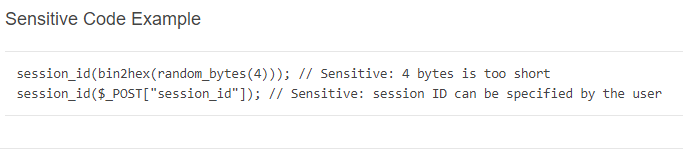 Sensitive Code Example
session_id(bin2hex(random_bytes(4))); // Sensitive: 4 bytes is too short
session_id($_POST["session_id"]); // Sensitive: session ID can be specified by the user